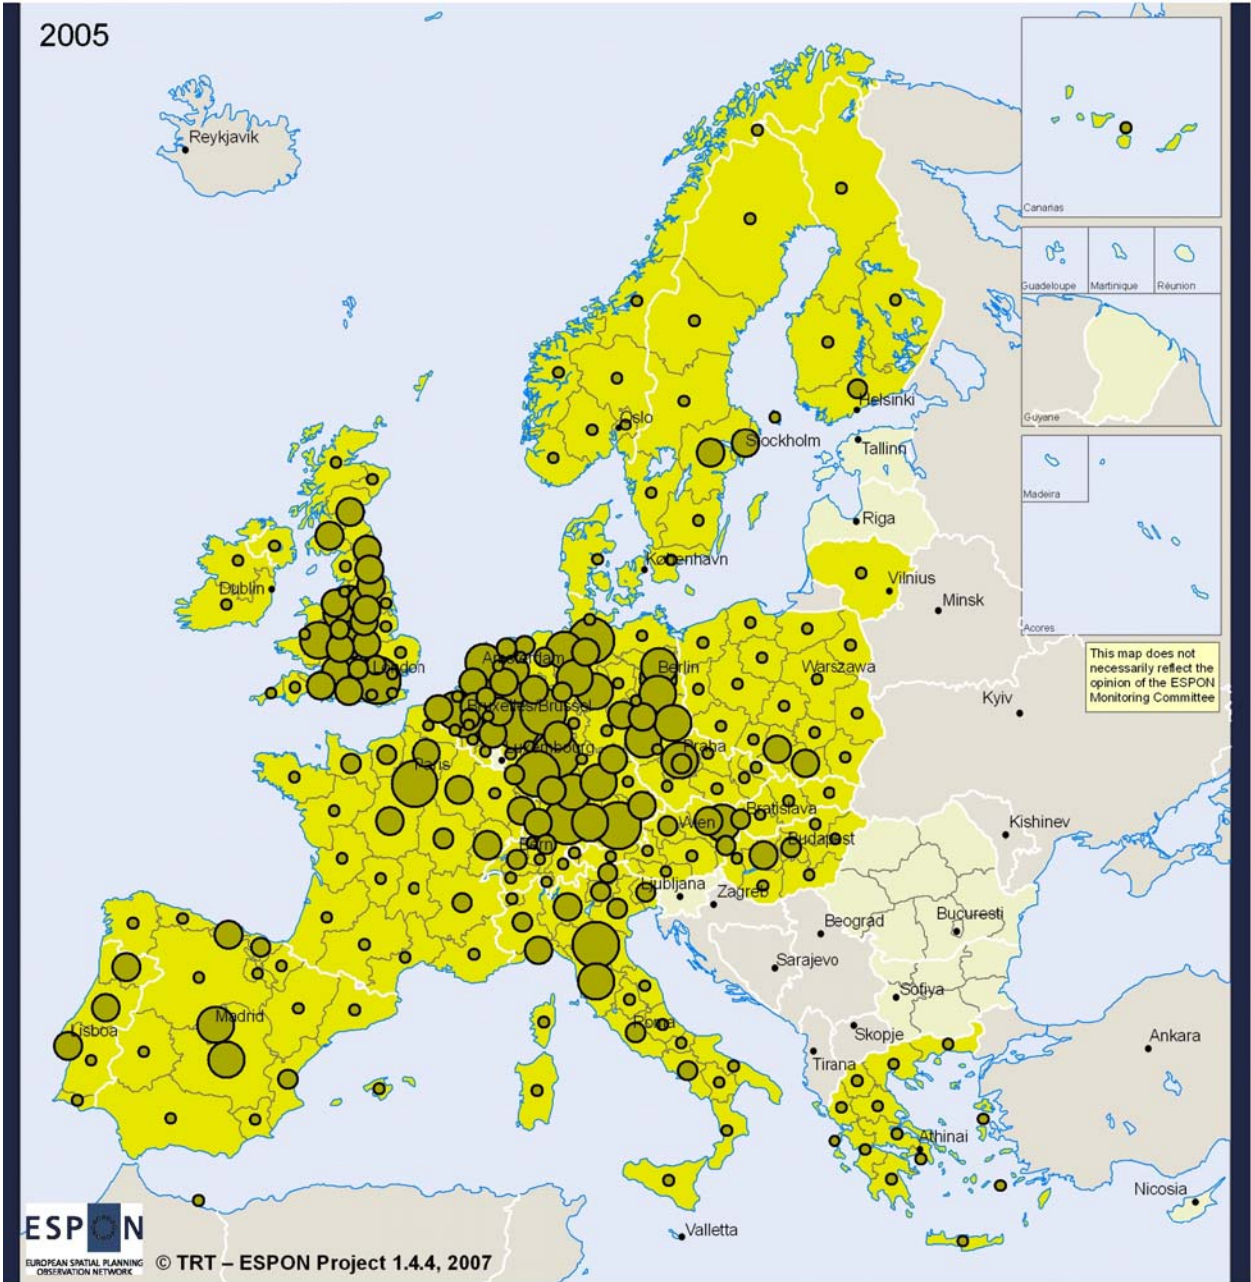 2005
Reykjavik
Canarias
Guadeloupe
Martinique
Réunion
Guyane
Oslo
Helsinki
Stockholm
Tallinn
Madeira
Riga
København
Dublin
Vilnius
Minsk
Acores
This map does not
necessarily reflect the
opinion of the ESPON
Monitoring Committee
London
Amsterdam
Berlin
Warszawa
Bruxelles/Brussel
Kyiv
Luxembourg
Praha
Paris
Wien
Bratislava
Kishinev
Bern
Budapest
Ljubljana
Zagreb
Beograd
Bucuresti
Sarajevo
Sofiya
Madrid
Lisboa
Roma
Skopje
Ankara
Tirana
Athinai
Nicosia
Valletta
ESPON
EUROPEAN SPATIAL PLANNING
OBSERVATION NETWORK
© TRT – ESPON Project 1.4.4, 2007